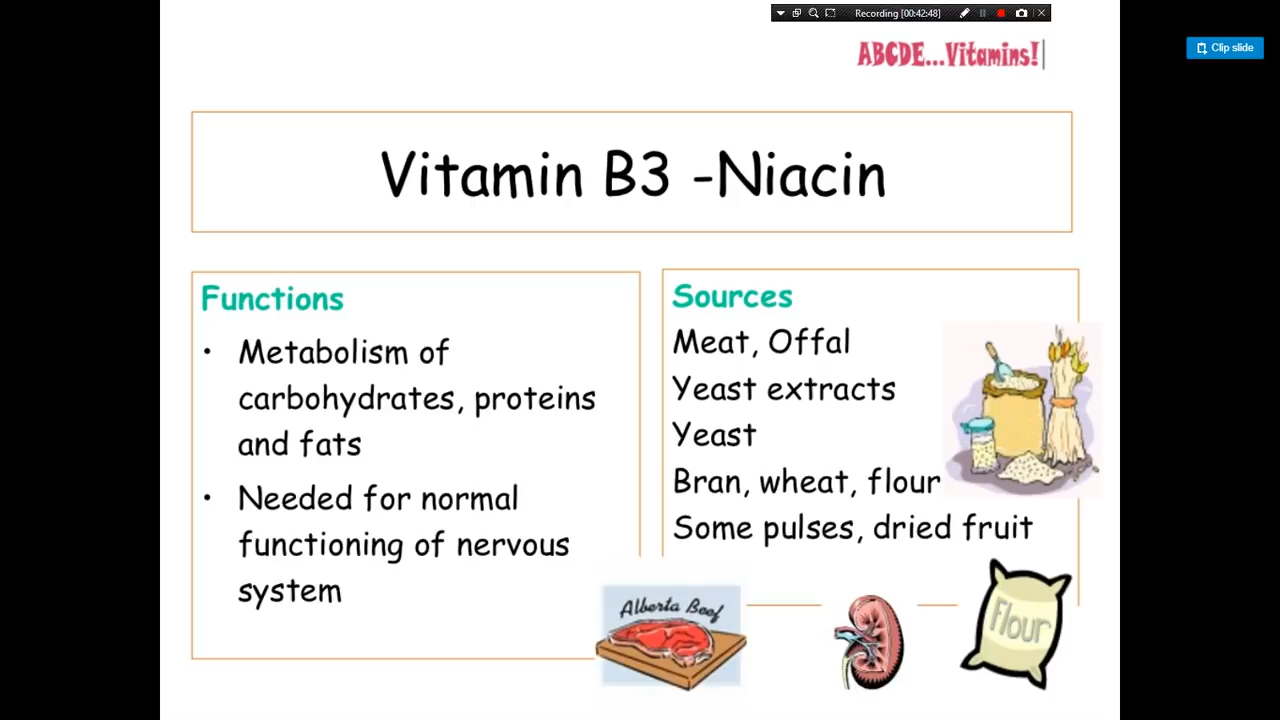 Recording [00:42:48]
ABCDE...Vitamins!
Clip slide
Vitamin B3 -Niacin
Functions
• Metabolism of
carbohydrates, proteins
and fats
• Needed for normal
functioning of nervous
system
Sources
Meat, Offal
Yeast extracts
Yeast
Bran, wheat, flour
Some pulses, dried fruit
Alberta Beef
Flour